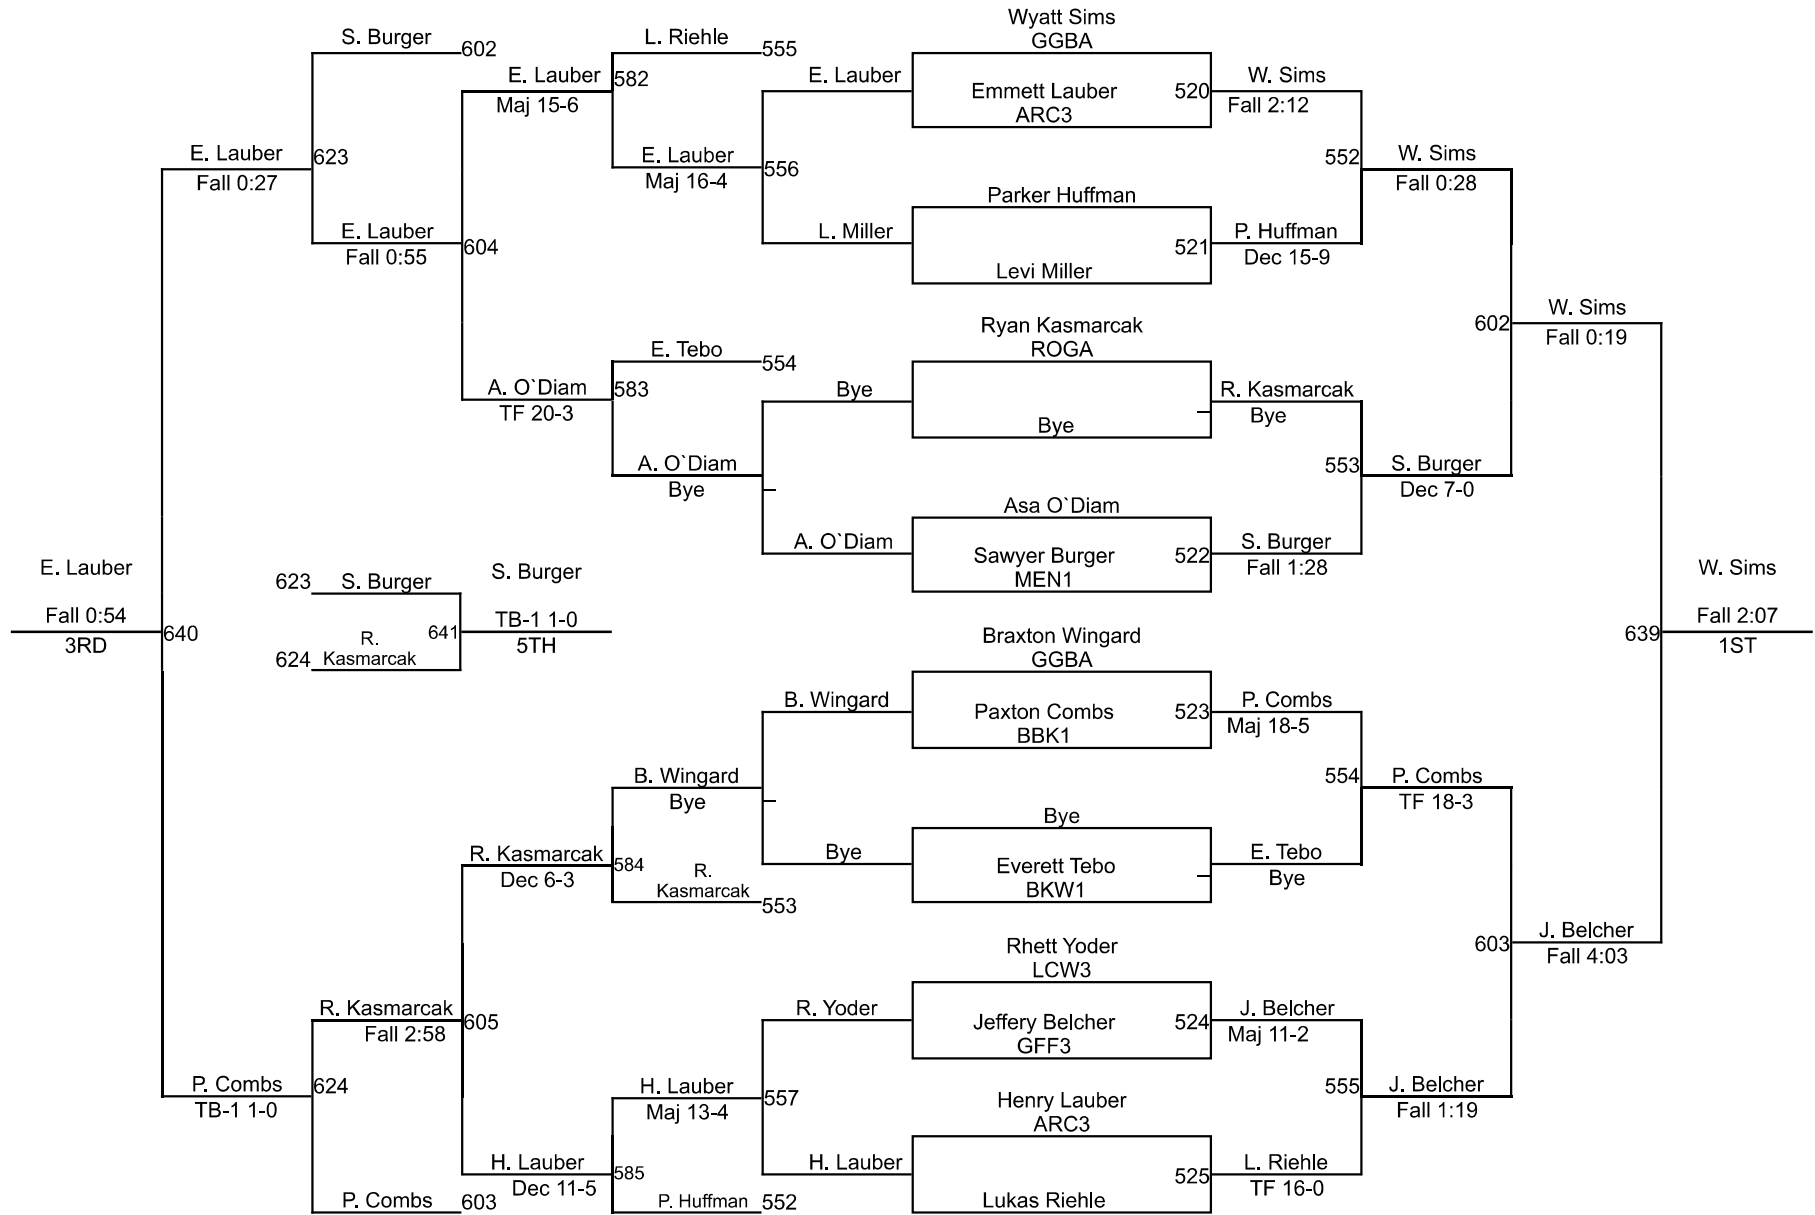 Wyatt Sims
GGBA
S. Burger
602
L. Riehle
555
E. Lauber
582
Maj 15-6
E. Lauber
Emmett Lauber
ARC3
520
W. Sims
Fall 2:12
E. Lauber
Fall 0:27
623
E. Lauber
Maj 16-4
556
552
W. Sims
Fall 0:28
Parker Huffman
E. Lauber
Fall 0:55
604
L. Miller
Levi Miller
521
P. Huffman
Dec 15-9
Ryan Kasmarcak
ROGA
602
W. Sims
Fall 0:19
E. Tebo
554
A. O`Diam
583
TF 20-3
Bye
Bye
R. Kasmarcak
Bye
A. O`Diam
Bye
553
S. Burger
Dec 7-0
Asa O`Diam
A. O`Diam
Sawyer Burger
MEN1
522
S. Burger
Fall 1:28
E. Lauber
Fall 0:54
3RD
640
623
S. Burger
624
R.
Kasmarcak
641
S. Burger
TB-1 1-0
5TH
W. Sims
639
Fall 2:07
1ST
Braxton Wingard
GGBA
B. Wingard
Paxton Combs
BBK1
523
P. Combs
Maj 18-5
B. Wingard
Bye
554
P. Combs
TF 18-3
Bye
R. Kasmarcak
Dec 6-3
584
R.
Kasmarcak
553
Bye
Everett Tebo
BKW1
E. Tebo
Bye
Rhett Yoder
LCW3
603
J. Belcher
Fall 4:03
R. Kasmarcak
Fall 2:58
605
R. Yoder
Jeffery Belcher
GFF3
524
J. Belcher
Maj 11-2
P. Combs
TB-1 1-0
624
H. Lauber
Maj 13-4
557
Henry Lauber
ARC3
555
J. Belcher
Fall 1:19
H. Lauber
Dec 11-5
585
H. Lauber
525
L. Riehle
TF 16-0
P. Combs
603
P. Huffman
552
Lukas Riehle